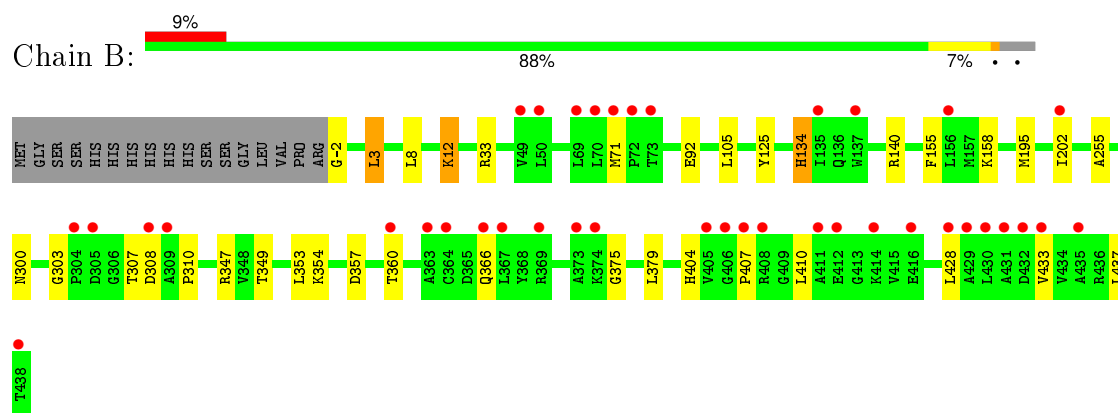 9%
Chain B:
88% 7% • •
MET GLY SER SER HIS HIS HIS HIS HIS HIS SER SER GLY LEU VAL PRO ARG G-2 L3 L8 K12 R33 V49 L50 L69 L70 M71 P72 T73 E92 L105 Y125 H134 I135 Q136 W137 R140 F155 L156 M157 K158 M195 I202 A255
N300 G303 P304 D305 G306 T307 D308 A309 P310 R347 V348 T349 L353 K354 D357 T360 A363 C364 D365 Q366 L367 Y368 R369 A373 K374 G375 L379 H404 V405 G406 P407 R408 G409 L410 A411 E412 G413 K414 V415 E416 L428 A429 L430 A431 D432 V433 V434 A435 R436 L437
T438